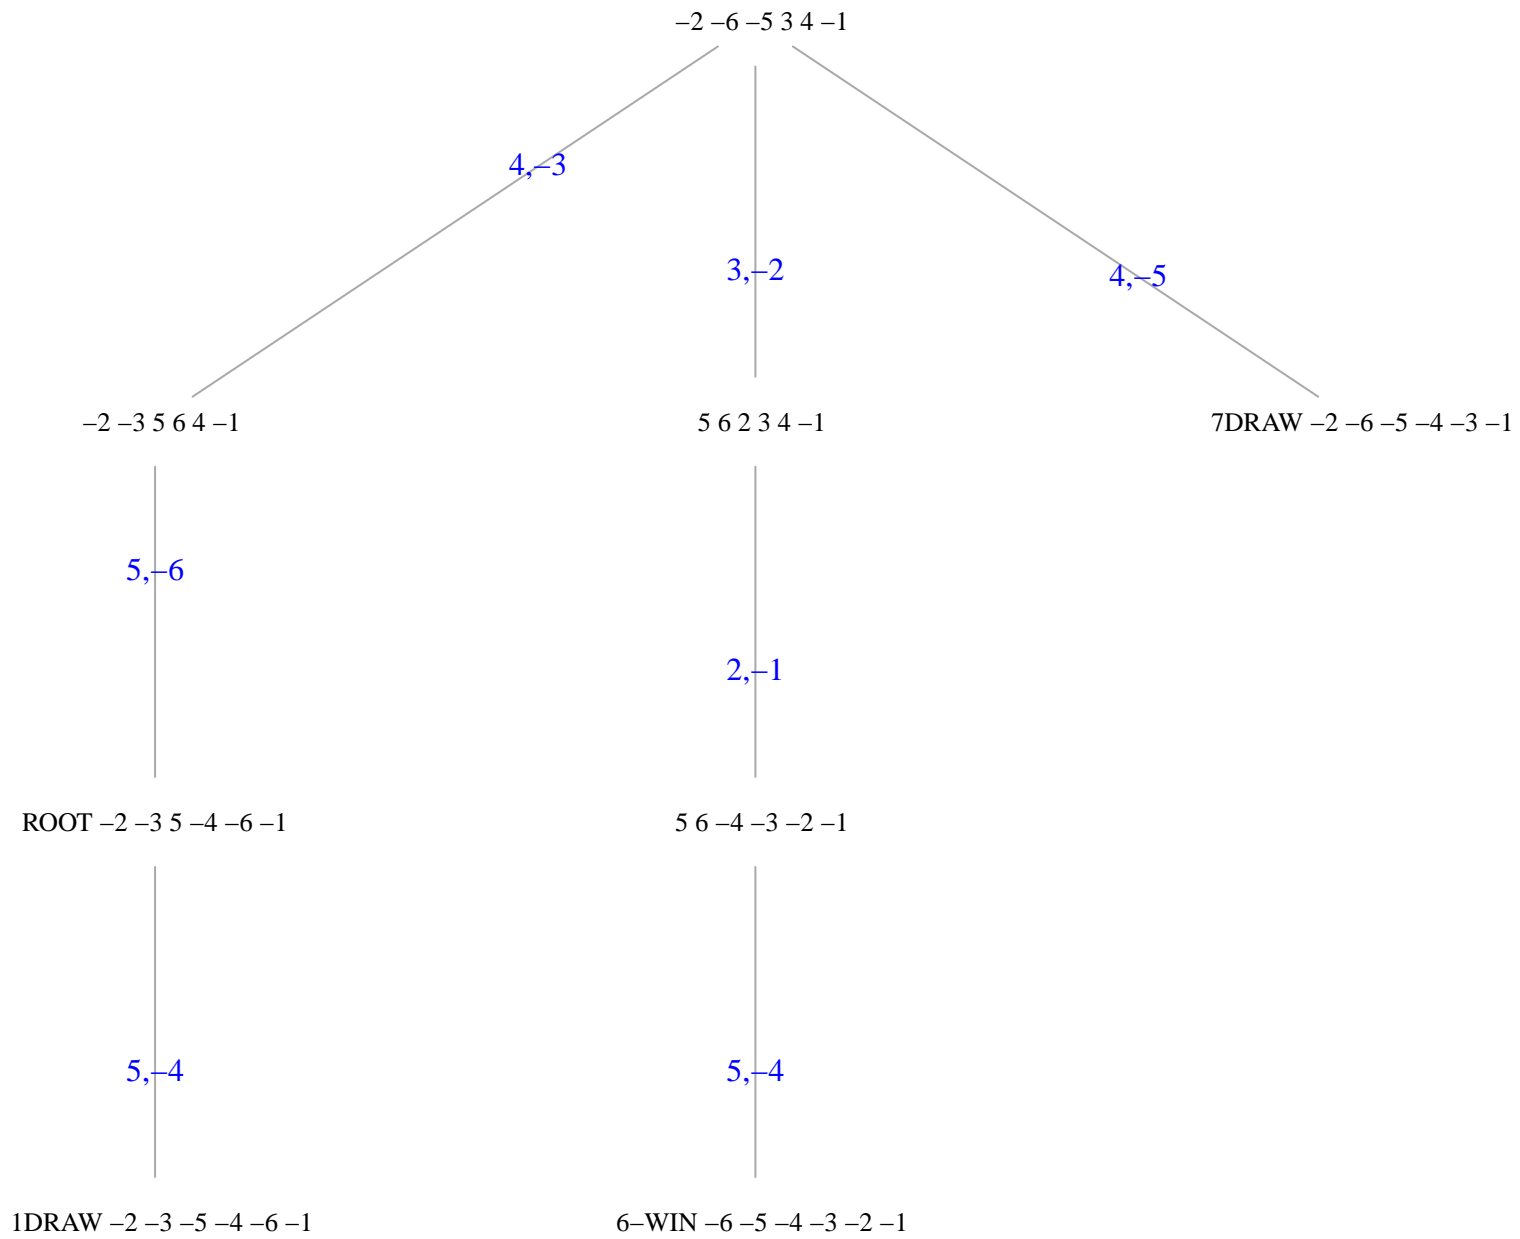 –2 –6 –5 3 4 –1
4,–3
3,–2
4,–5
–2 –3 5 6 4 –1
5 6 2 3 4 –1
7DRAW –2 –6 –5 –4 –3 –1
5,–6
2,–1
ROOT –2 –3 5 –4 –6 –1
5 6 –4 –3 –2 –1
5,–4
5,–4
1DRAW –2 –3 –5 –4 –6 –1
6–WIN –6 –5 –4 –3 –2 –1